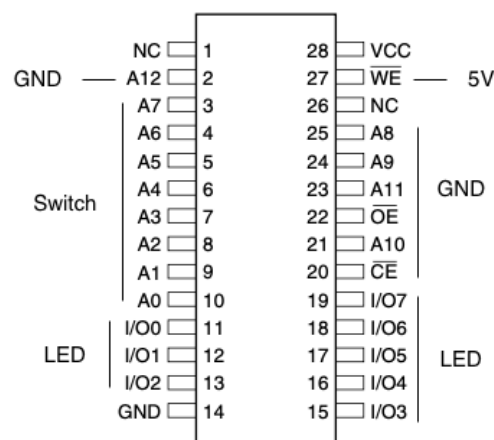 NC 1 28 VCC
GND A12 2 27 WE 5V
A7 3 26 NC
A6 4 25 A8
A5 5 24 A9
A4 6 23 A11 GND
Switch A3 7 22 OE
A2 8 21 A10
A1 9 20 CE
A0 10 19 I/O7
I/O0 11 18 I/O6
LED I/O1 12 17 I/O5 LED
I/O2 13 16 I/O4
GND 14 15 I/O3